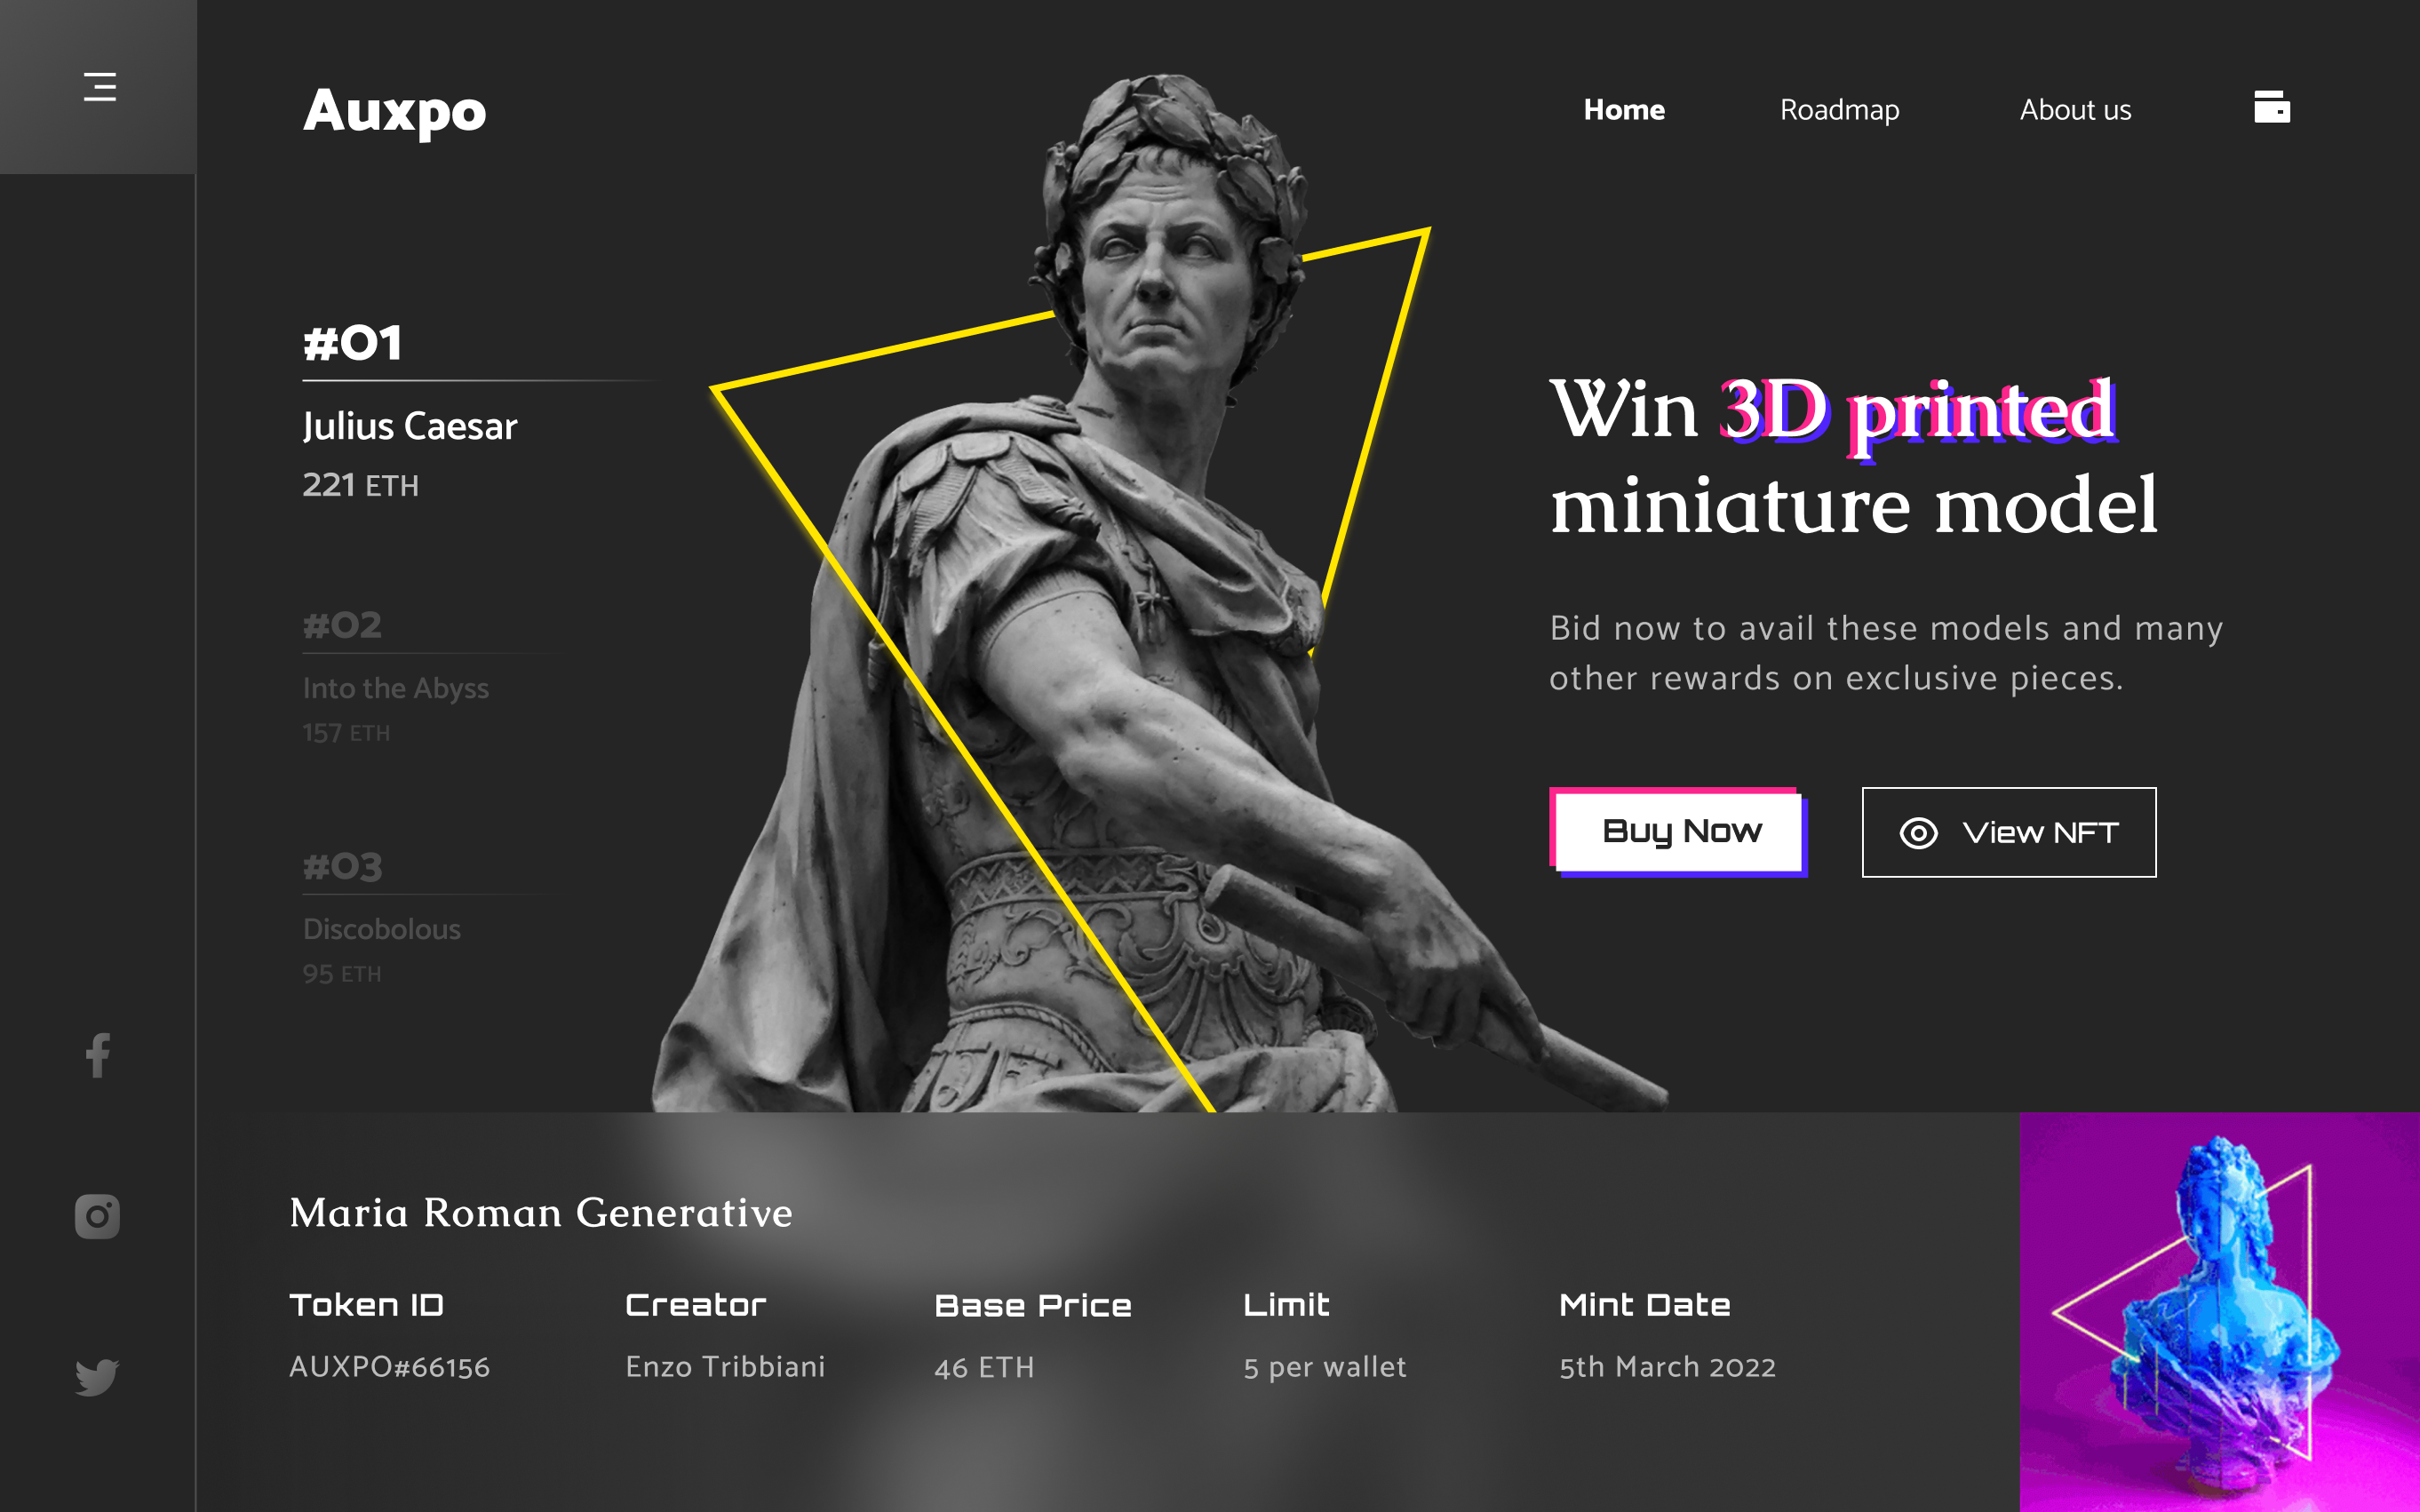 Auxpo
Home
Roadmap
About us
#01
Julius Caesar
221 ETH
#02
Into the Abyss
157 ETH
#03
Discobolous
95 ETH
Win 3D printed
miniature model
Bid now to avail these models and many
other rewards on exclusive pieces.
Buy Now
View NFT
Maria Roman Generative
Token ID
AUXPO#66156
Creator
Enzo Tribbiani
Base Price
46 ETH
Limit
5 per wallet
Mint Date
5th March 2022